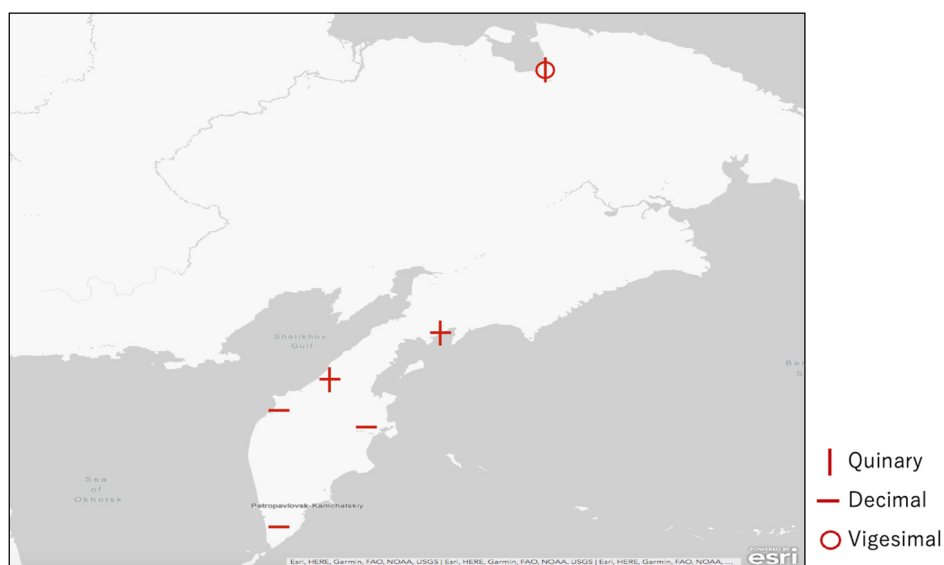 Shelikhov
Gulf
Sea
of
Okhotsk
Petropavlovsk-Kamchatskiy
Quinary
Decimal
Vigesimal
POWERED BY
esri
Esri, HERE, Garmin, FAO, NOAA, USGS | Esri, HERE, Garmin, FAO, NOAA, USGS | Esri, HERE, Garmin, FAO, NOAA, ...